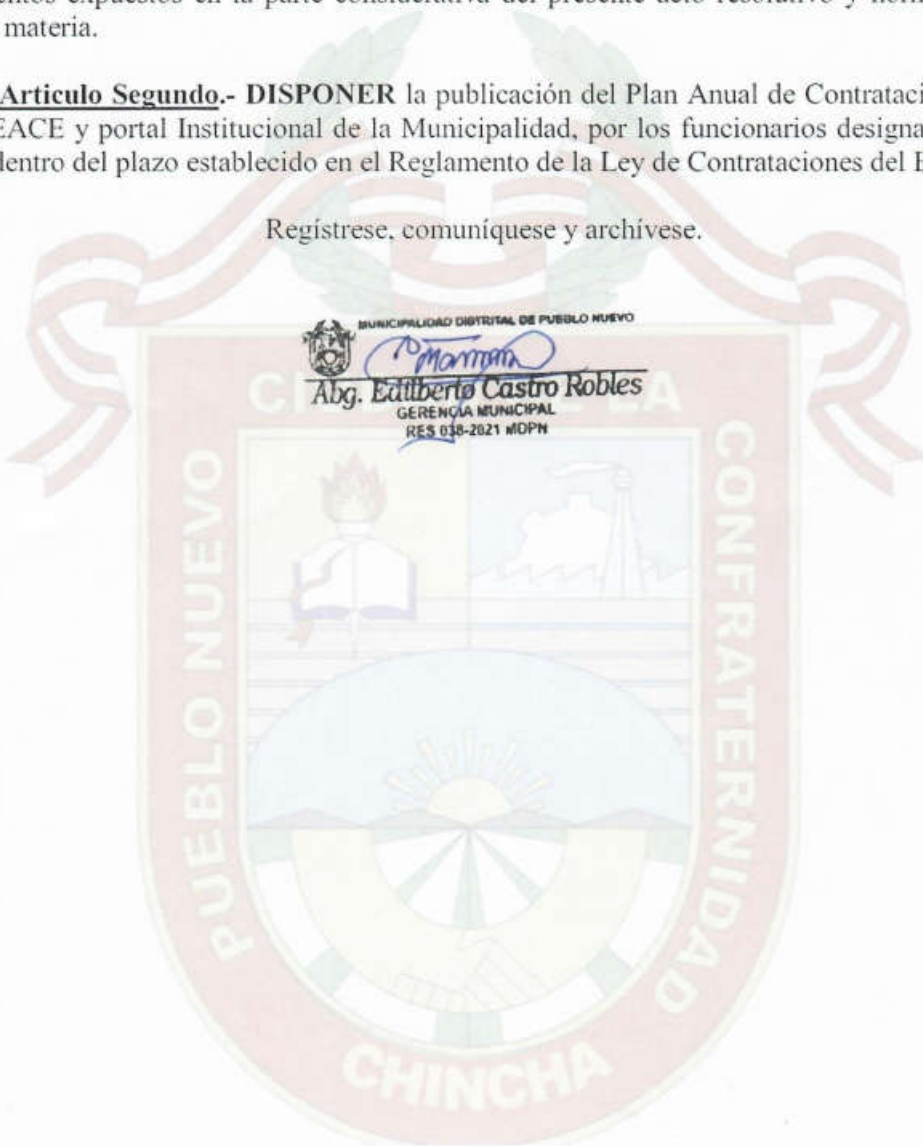 materia.
Articulo Segundo.- DISPONER la publicación del Plan Anual de Contrataci
EACE y portal Institucional de la Municipalidad, por los funcionarios designa
dentro del plazo establecido en el Reglamento de la Ley de Contrataciones del E
Regístrese, comuníquese y archívese.
MUNICIPALIDAD DISTRITAL DE PUEBLO NUEVO
Abg. Edilberto Castro Robles
GERENCIA MUNICIPAL
RES 038-2021 MDPN
PUEBLO NUEVO
CONFRATERNIDAD
CHINCHA